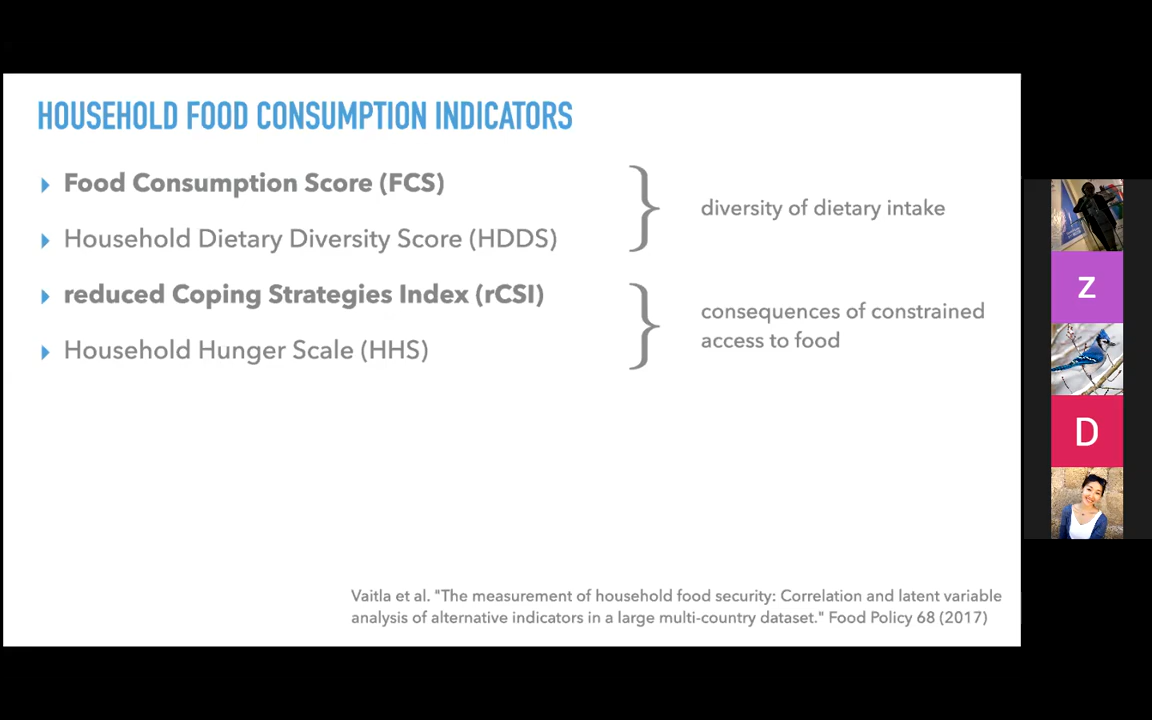 HOUSEHOLD FOOD CONSUMPTION INDICATORS
Food Consumption Score (FCS)
Household Dietary Diversity Score (HDDS)
diversity of dietary intake
reduced Coping Strategies Index (rCSI)
Household Hunger Scale (HHS)
consequences of constrained
access to food
Vaitla et al. "The measurement of household food security: Correlation and latent variable
analysis of alternative indicators in a large multi-country dataset." Food Policy 68 (2017)
Z
D